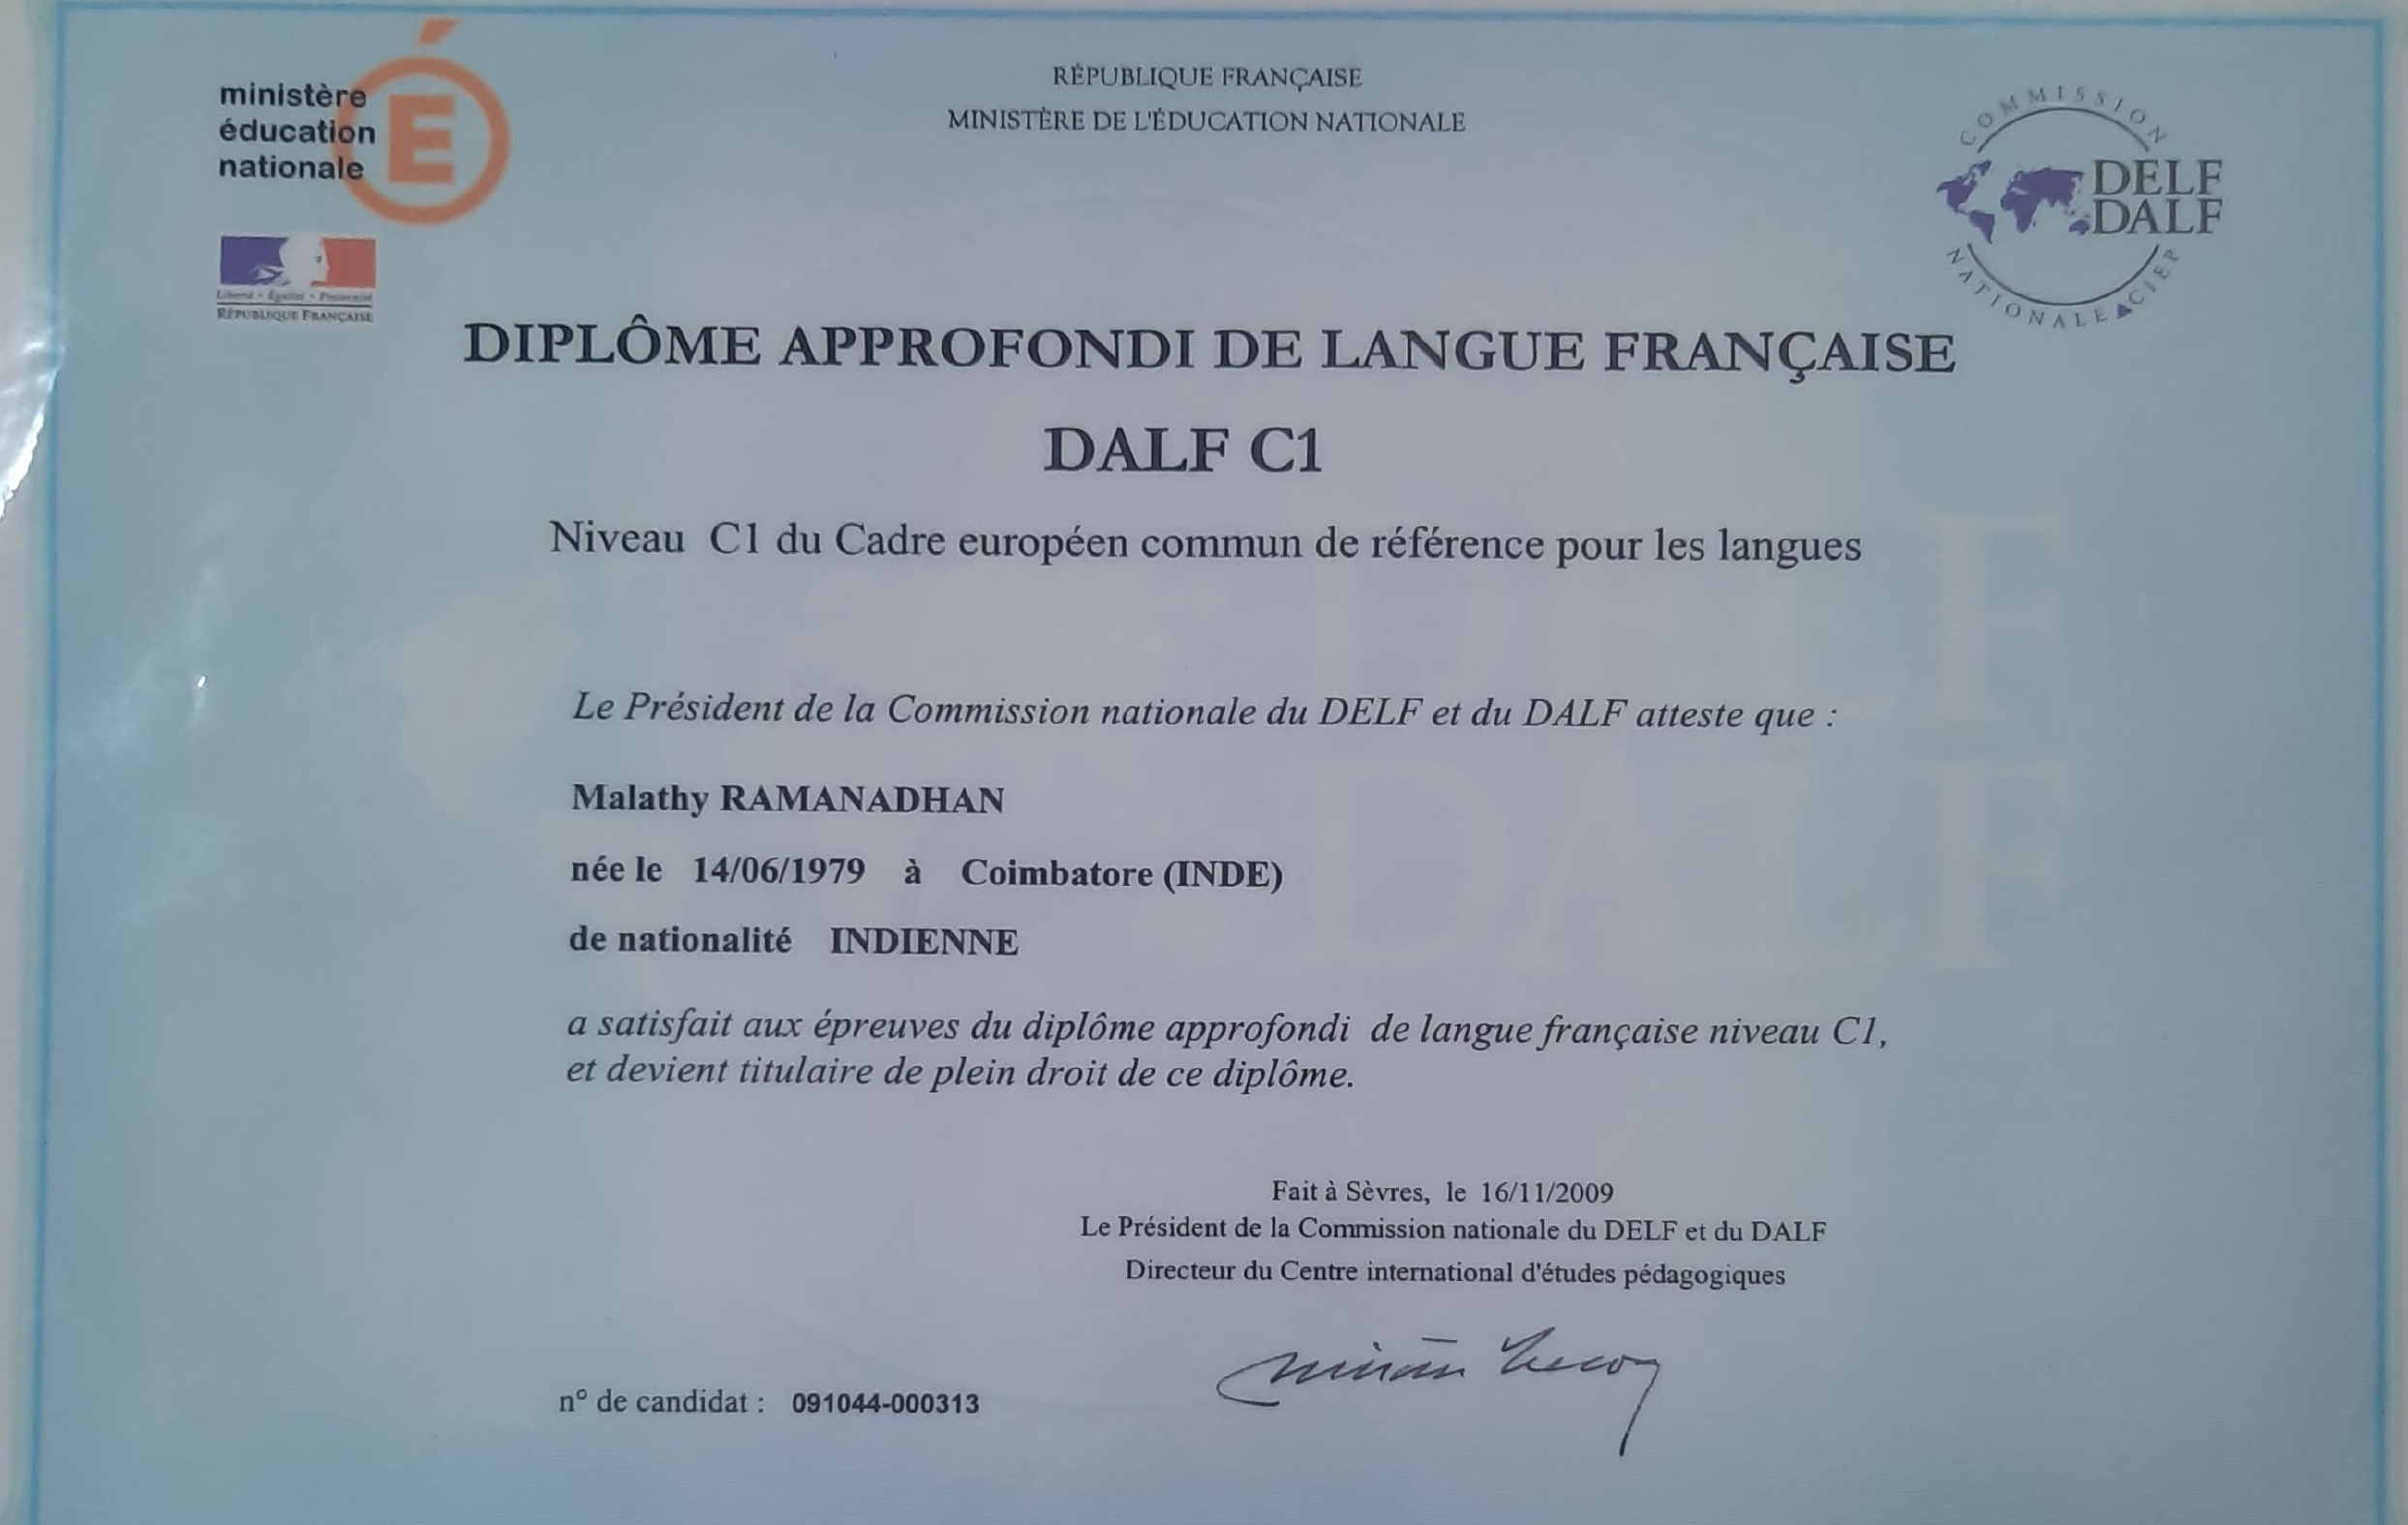 ministère
éducation
nationale
É
Liberté • Égalité • Fraternité
RÉPUBLIQUE FRANÇAISE
RÉPUBLIQUE FRANÇAISE
MINISTÈRE DE L'ÉDUCATION NATIONALE
COMMISSION
DELF
DALF
NATIONALE CIEP
DIPLÔME APPROFONDI DE LANGUE FRANÇAISE
DALF C1
Niveau C1 du Cadre européen commun de référence pour les langues
DELF
DALF
Le Président de la Commission nationale du DELF et du DALF atteste que :
Malathy RAMANADHAN
née le 14/06/1979 à Coimbatore (INDE)
de nationalité INDIENNE
a satisfait aux épreuves du diplôme approfondi de langue française niveau C1,
et devient titulaire de plein droit de ce diplôme.
Fait à Sèvres, le 16/11/2009
Le Président de la Commission nationale du DELF et du DALF
Directeur du Centre international d'études pédagogiques
n° de candidat : 091044-000313